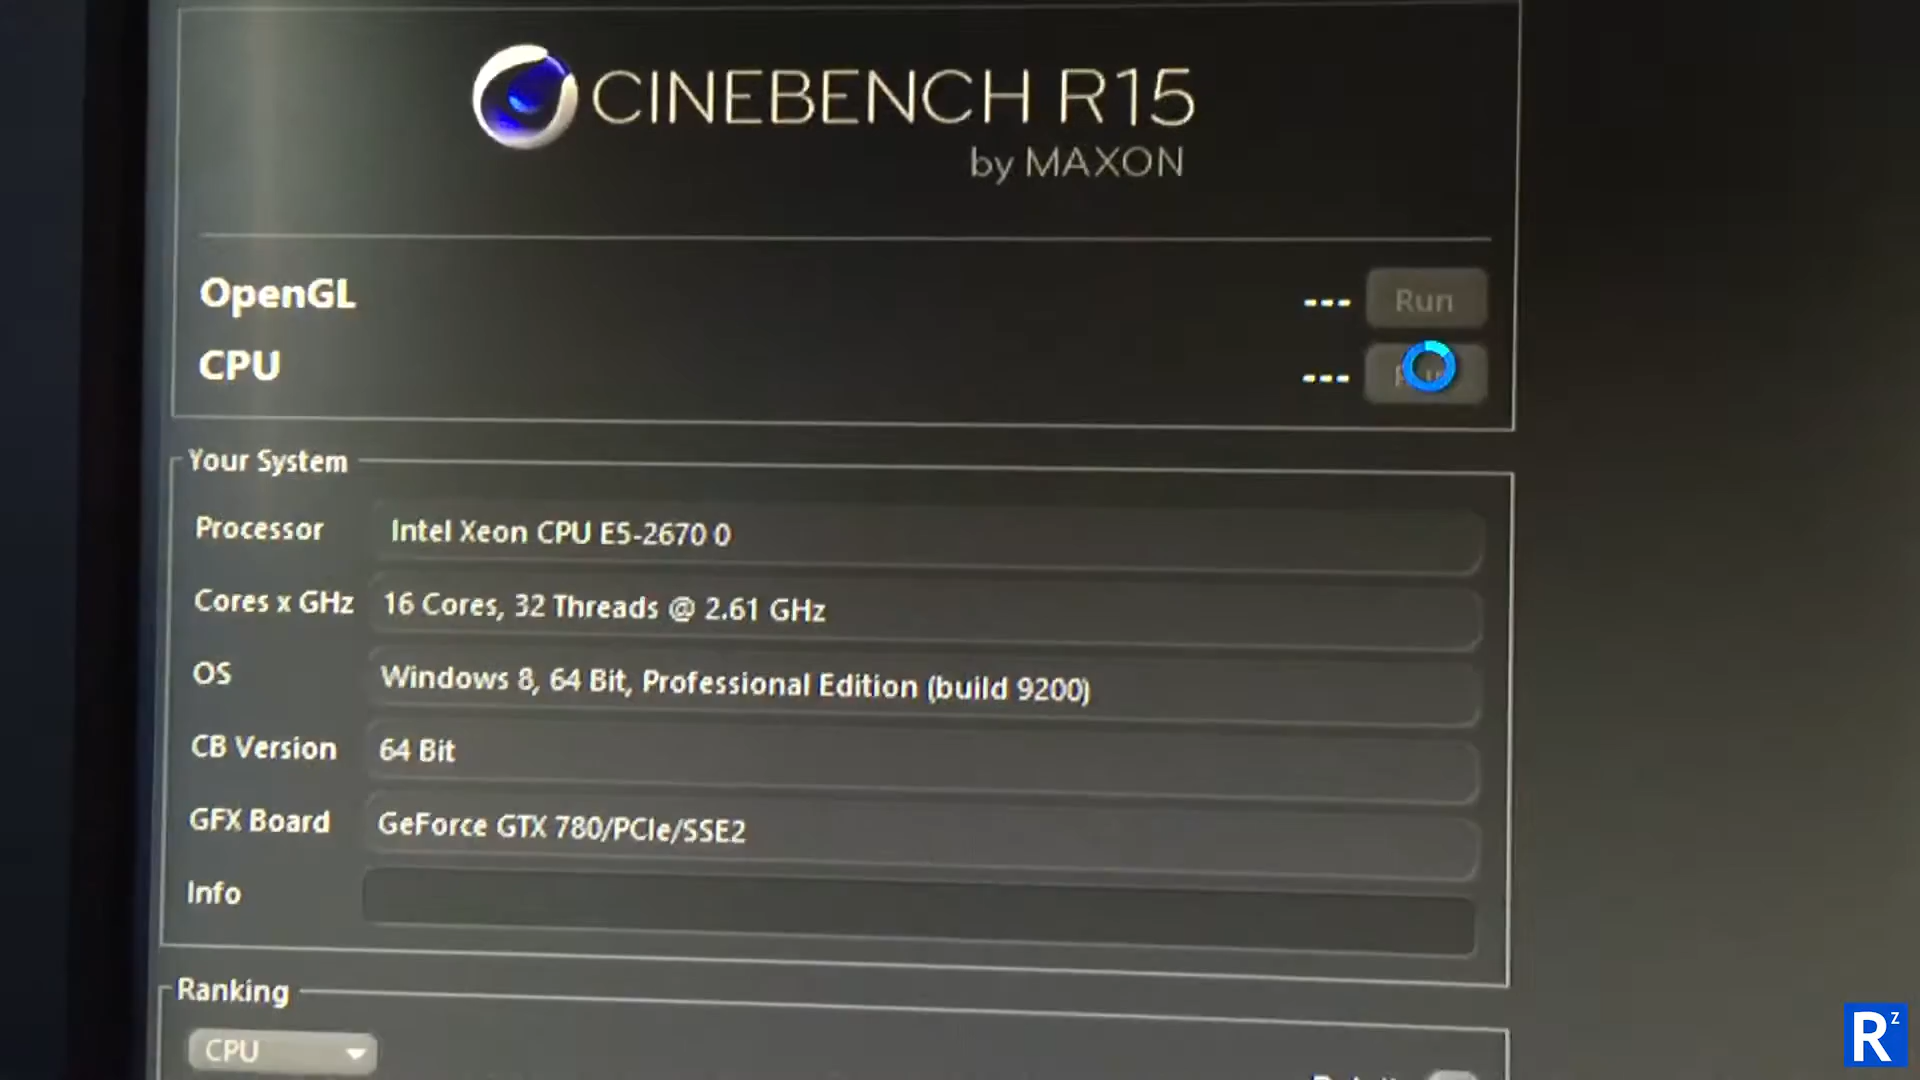 CINEBENCH R15
by MAXON
OpenGL --- Run
CPU ---
Your System
Processor Intel Xeon CPU E5-2670 0
Cores x GHz 16 Cores, 32 Threads @ 2.61 GHz
OS Windows 8, 64 Bit, Professional Edition (build 9200)
CB Version 64 Bit
GFX Board GeForce GTX 780/PCIe/SSE2
Info
Ranking
CPU
Rz